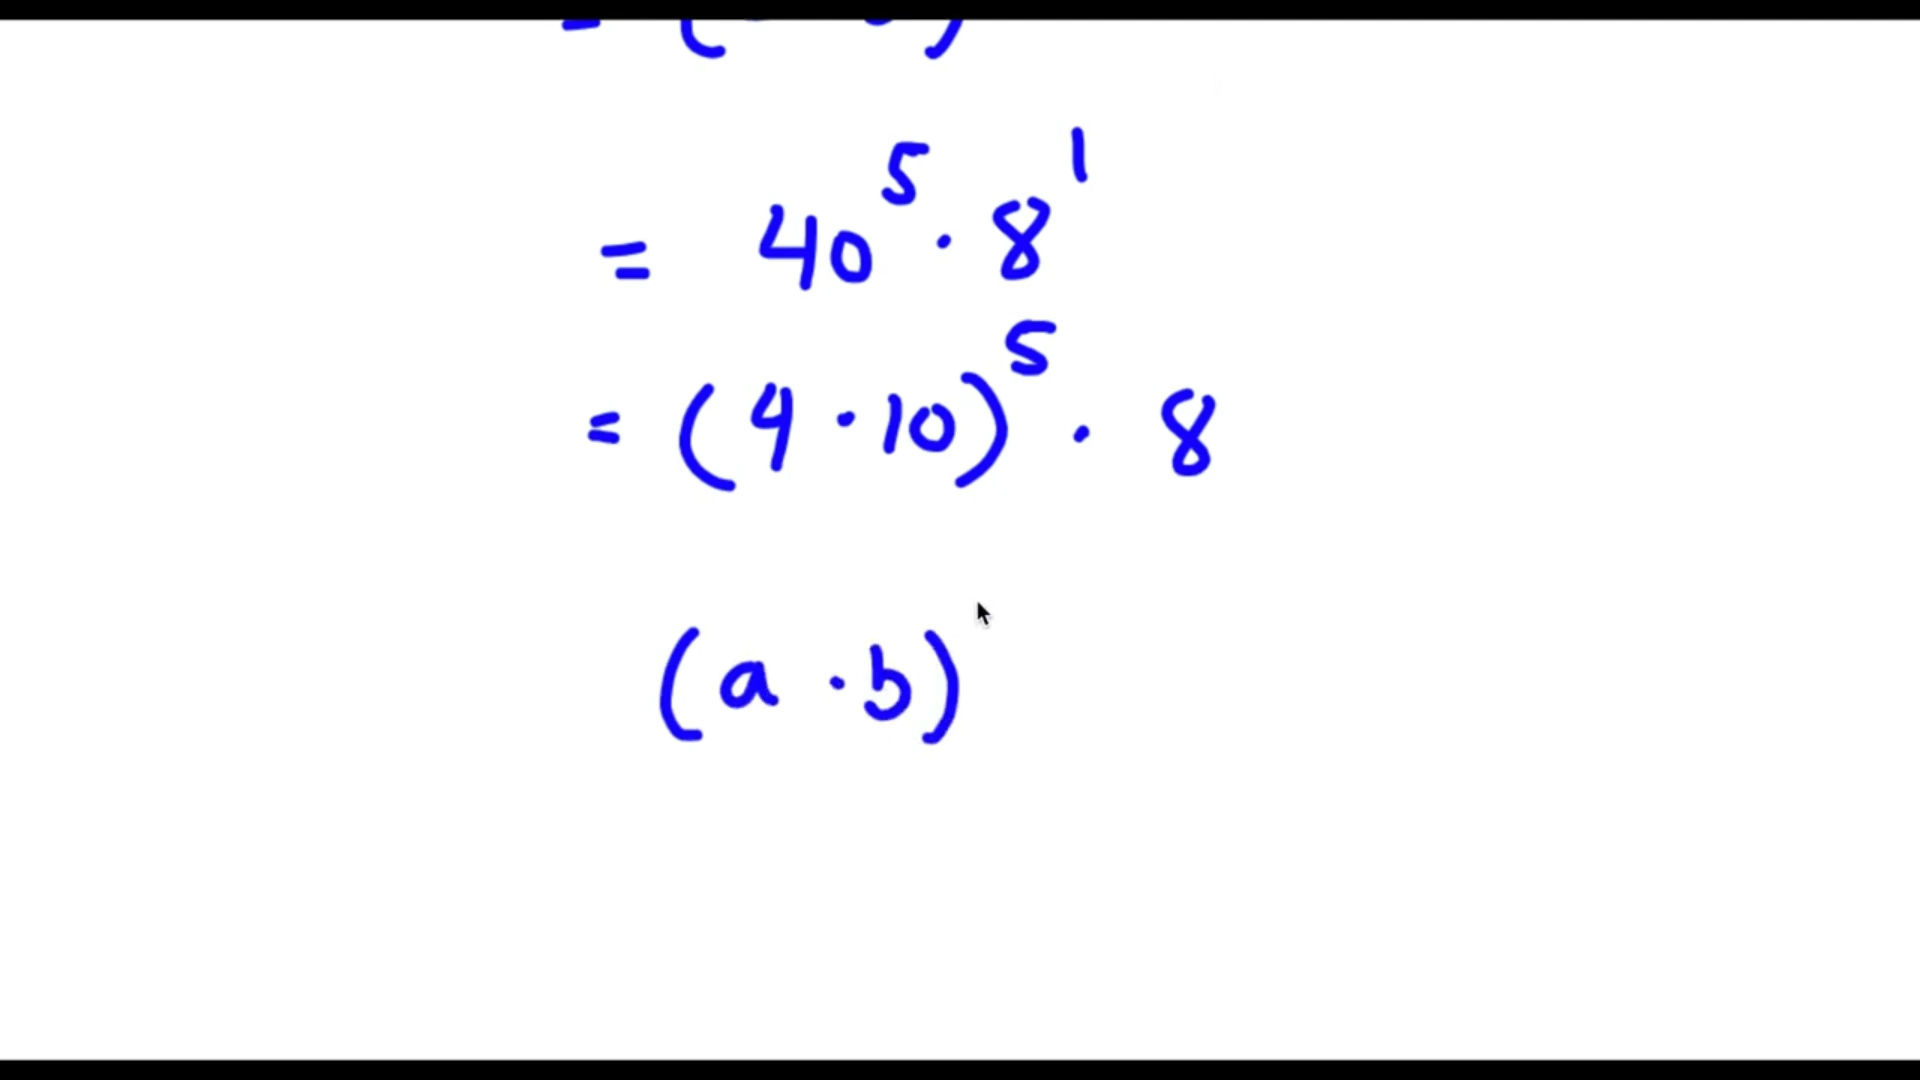 = 40⁵ · 8¹
= (4 · 10)⁵ · 8
(a · b)